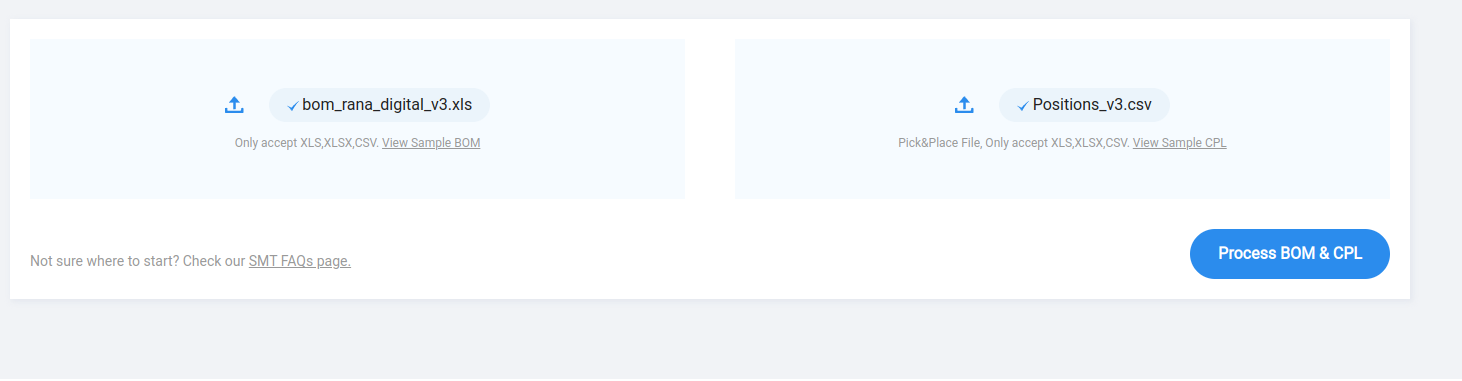 bom_rana_digital_v3.xls
Only accept XLS,XLSX,CSV. View Sample BOM
Positions_v3.csv
Pick&Place File, Only accept XLS,XLSX,CSV. View Sample CPL
Not sure where to start? Check our SMT FAQs page.
Process BOM & CPL